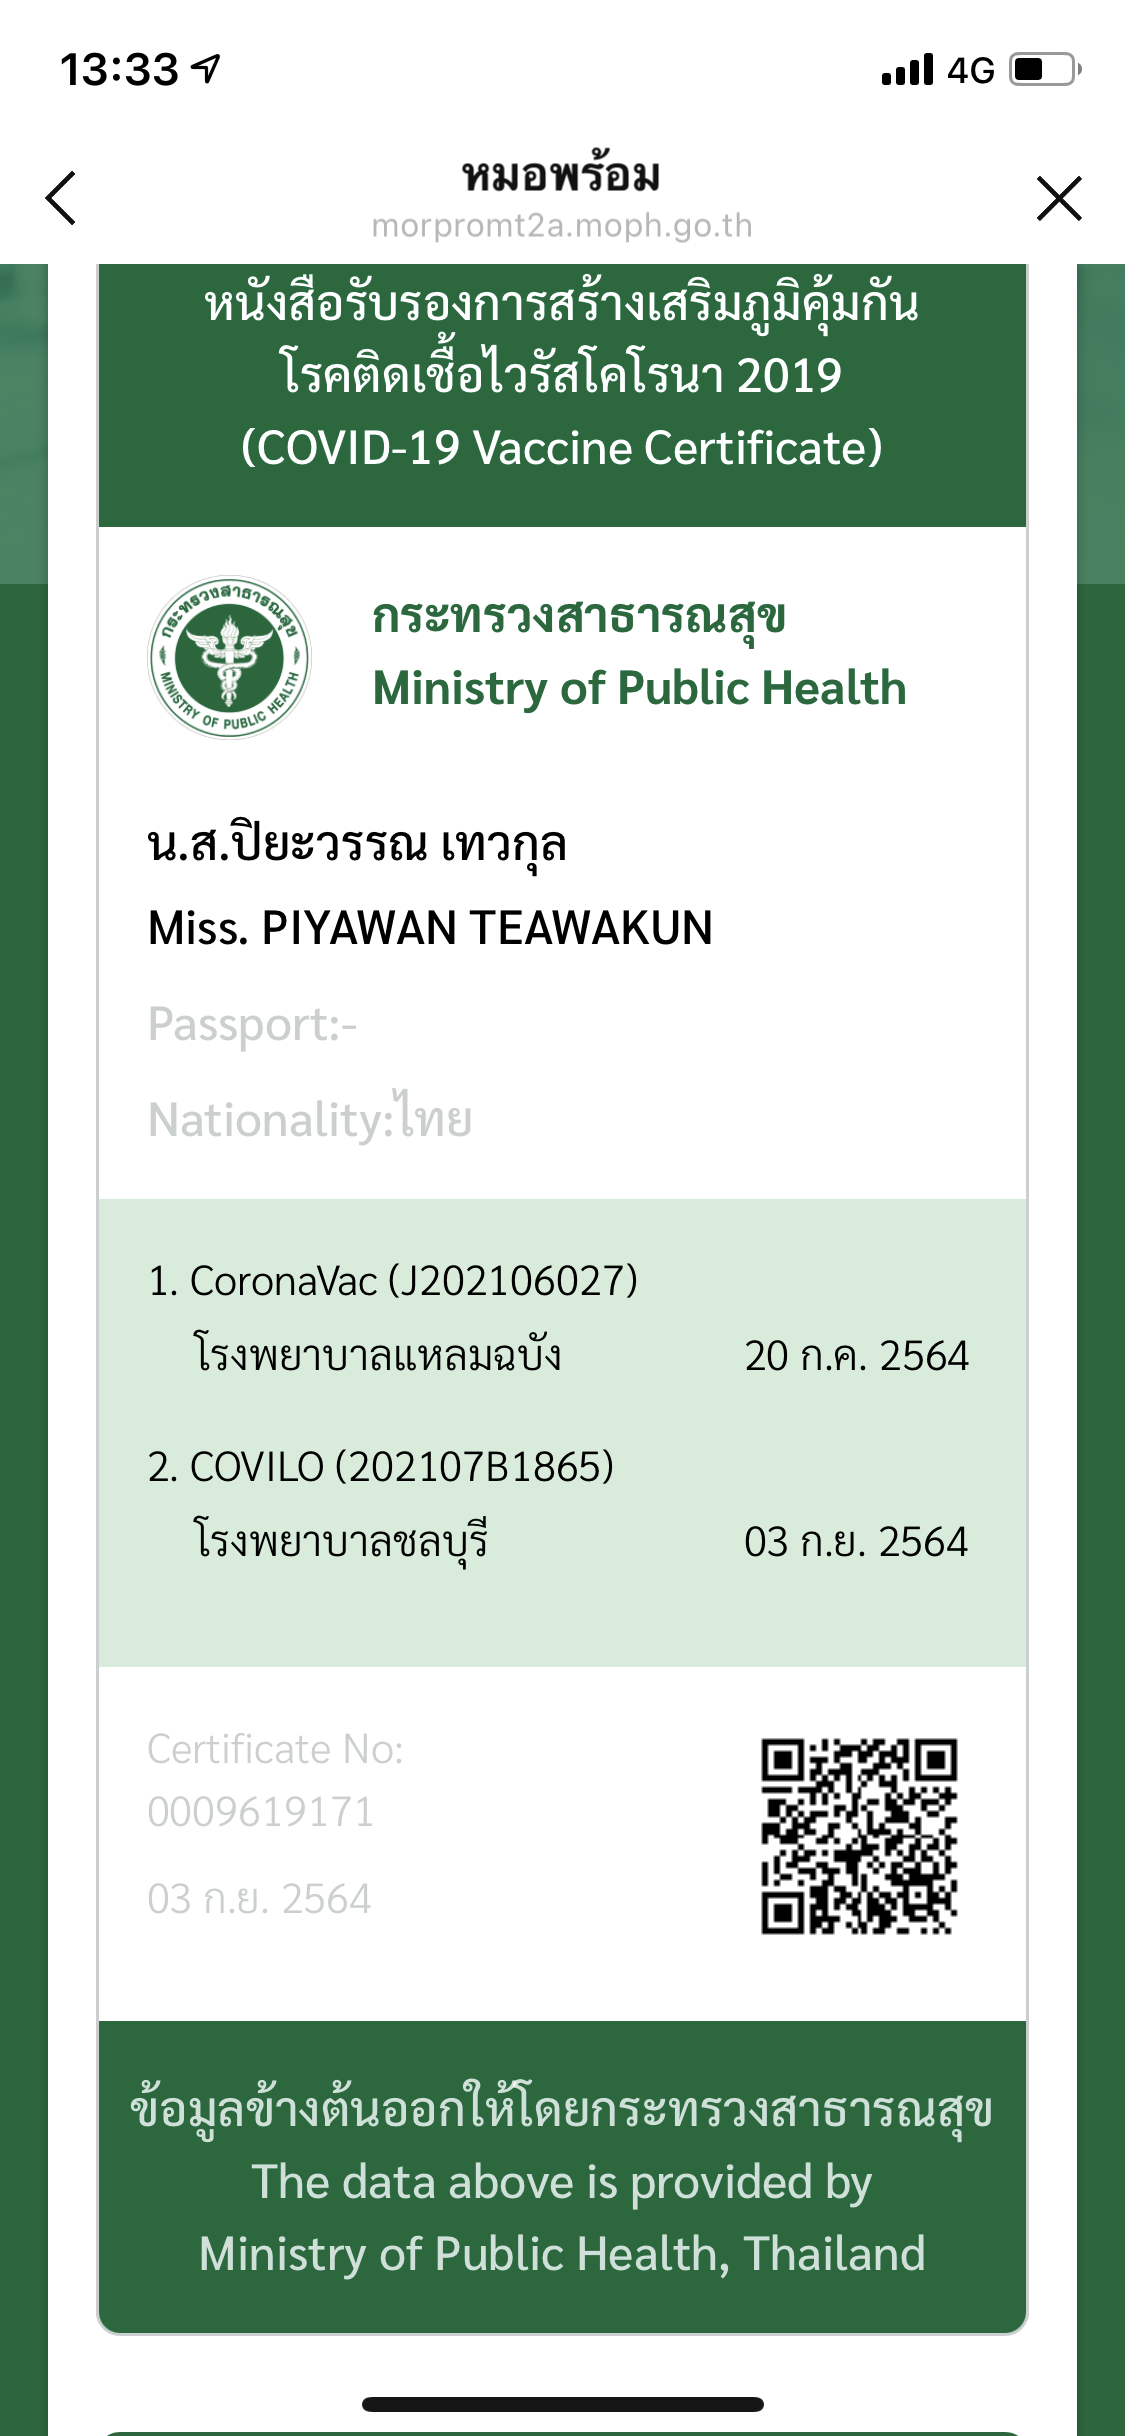 13:33
4G
หมอพร้อม
morpromt2a.moph.go.th
หนังสือรับรองการสร้างเสริมภูมิคุ้มกัน
โรคติดเชื้อไวรัสโคโรนา 2019
(COVID-19 Vaccine Certificate)
กระทรวงสาธารณสุข
MINISTRY OF PUBLIC HEALTH
กระทรวงสาธารณสุข
Ministry of Public Health
น.ส.ปิยะวรรณ เทวกุล
Miss. PIYAWAN TEAWAKUN
Passport:-
Nationality:ไทย
1. CoronaVac (J202106027)
โรงพยาบาลแหลมฉบัง 20 ก.ค. 2564
2. COVILO (202107B1865)
โรงพยาบาลชลบุรี 03 ก.ย. 2564
Certificate No:
0009619171
03 ก.ย. 2564
ข้อมูลข้างต้นออกให้โดยกระทรวงสาธารณสุข
The data above is provided by
Ministry of Public Health, Thailand